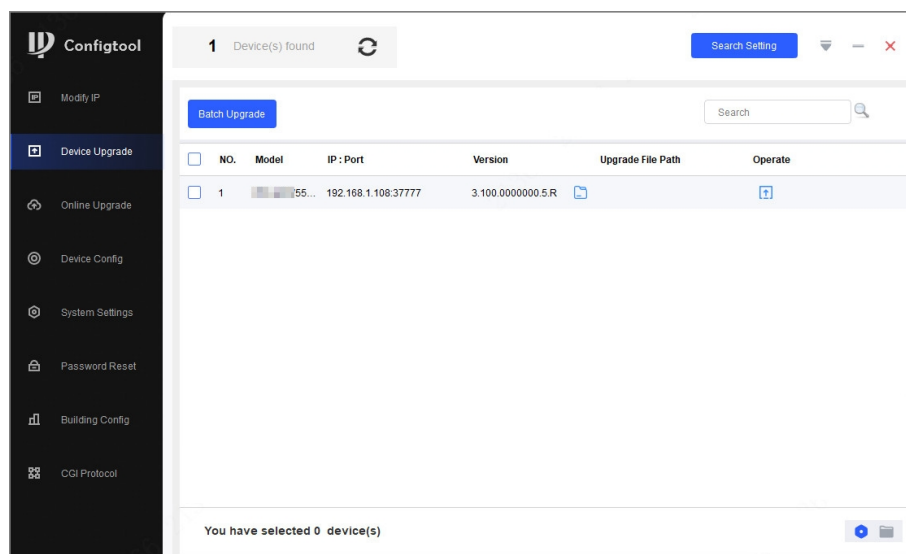 Configtool
1 Device(s) found
Search Setting
Modify IP
Device Upgrade
Online Upgrade
Device Config
System Settings
Password Reset
Building Config
CGI Protocol
Batch Upgrade
Search
NO. Model IP : Port Version Upgrade File Path Operate
1 55... 192.168.1.108:37777 3.100.0000000.5.R
You have selected 0 device(s)